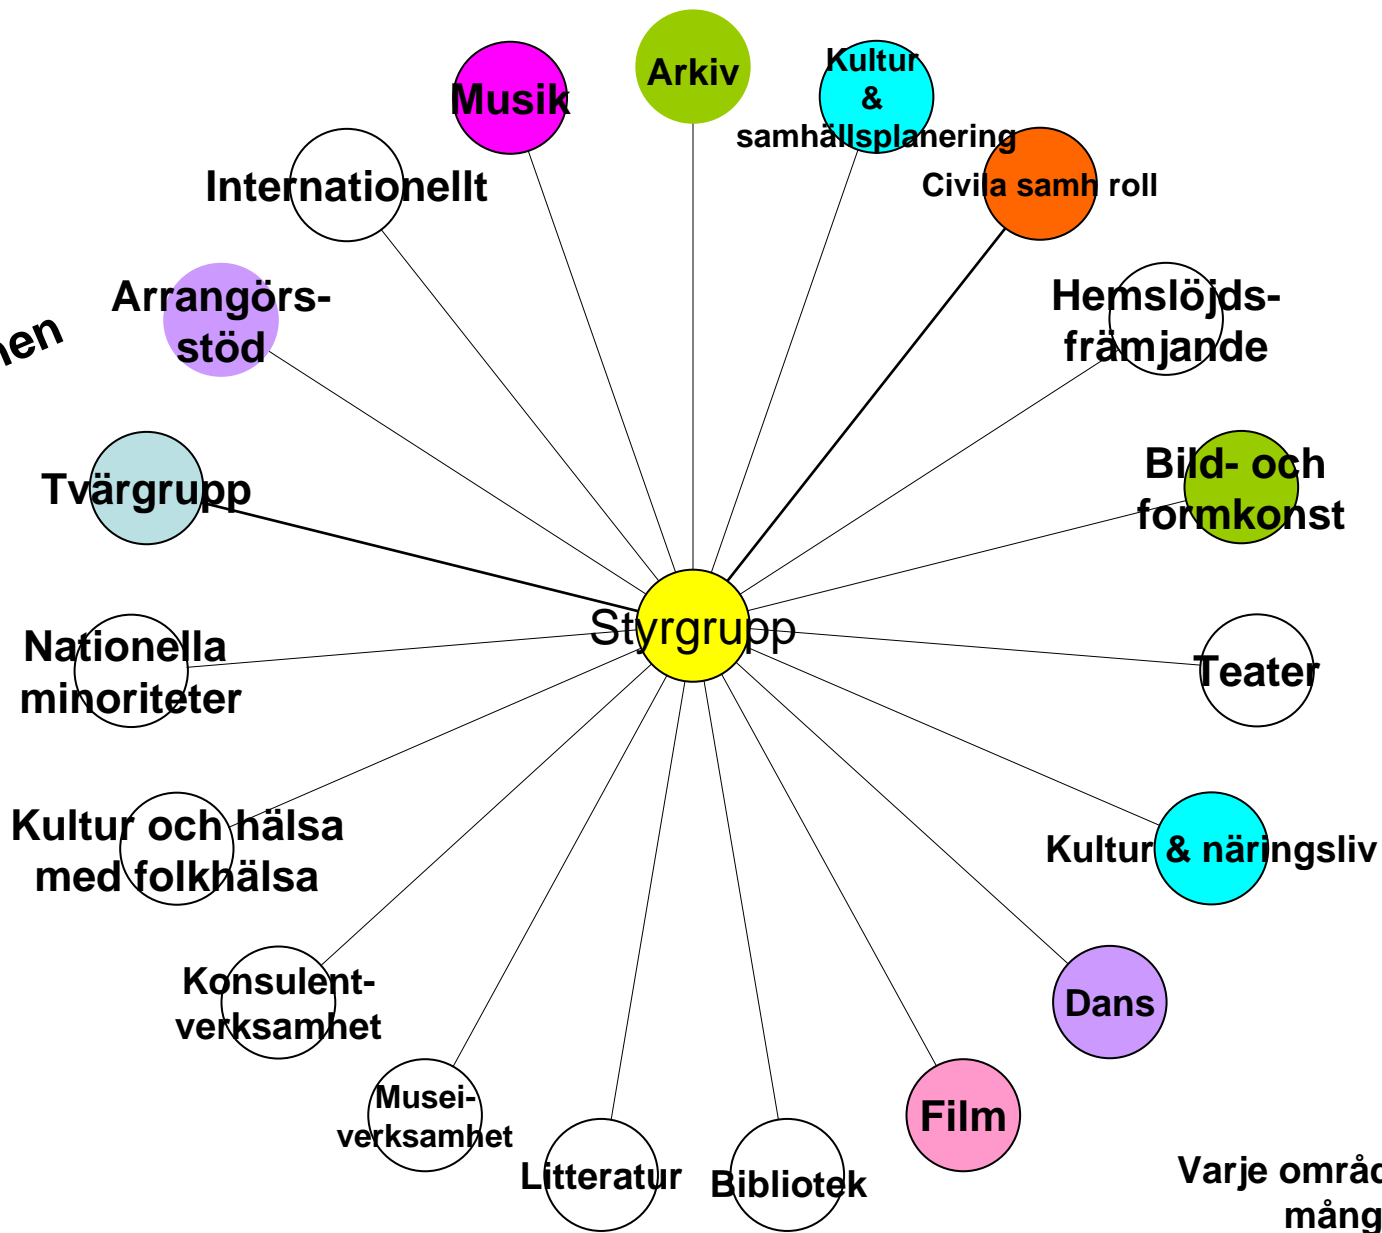 Arkiv
Kultur
&
samhällsplanering
Musik
Civila samh roll
Internationellt
Arrangörs-
stöd
Hemslöjds-
främjande
Tvärgrupp
Bild- och
formkonst
Styrgrupp
Nationella
minoriteter
Teater
Kultur och hälsa
med folkhälsa
Kultur & näringsliv
Konsulent-
verksamhet
Dans
Musei-
verksamhet
Film
Litteratur
Bibliotek
Varje